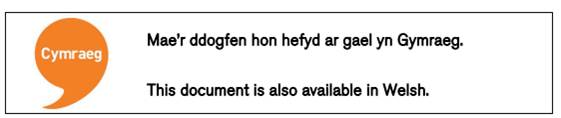 Cymraeg
Mae'r ddogfen hon hefyd ar gael yn Gymraeg.
This document is also available in Welsh.